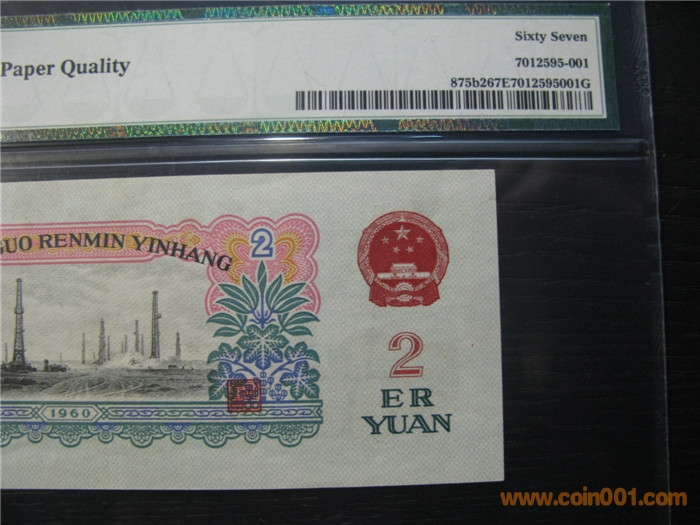 Sixty Seven
Paper Quality
7012595-001
875b267E7012595001G
GUO RENMIN YINHANG
2
2
ER
YUAN
1960
www.coin001.com